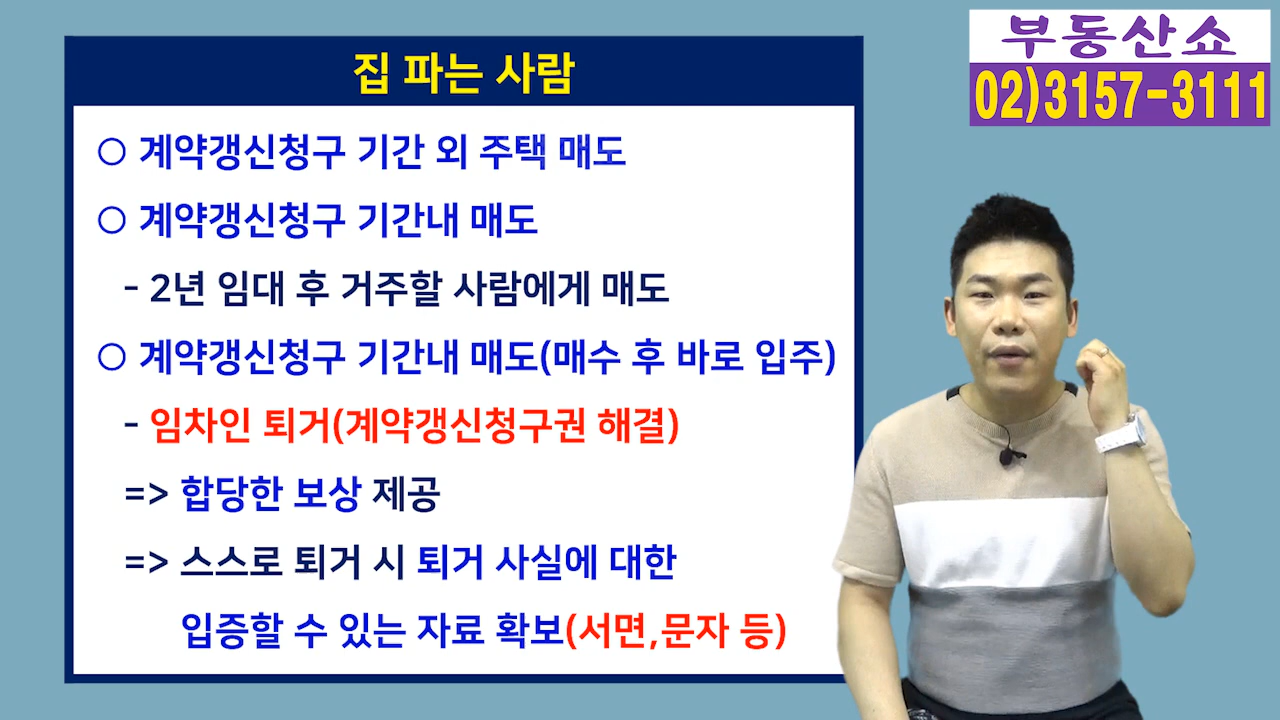 부동산쇼
02)3157-3111
집 파는 사람
○ 계약갱신청구 기간 외 주택 매도
○ 계약갱신청구 기간내 매도
- 2년 임대 후 거주할 사람에게 매도
○ 계약갱신청구 기간내 매도(매수 후 바로 입주)
- 임차인 퇴거(계약갱신청구권 해결)
=> 합당한 보상 제공
=> 스스로 퇴거 시 퇴거 사실에 대한
입증할 수 있는 자료 확보(서면,문자 등)